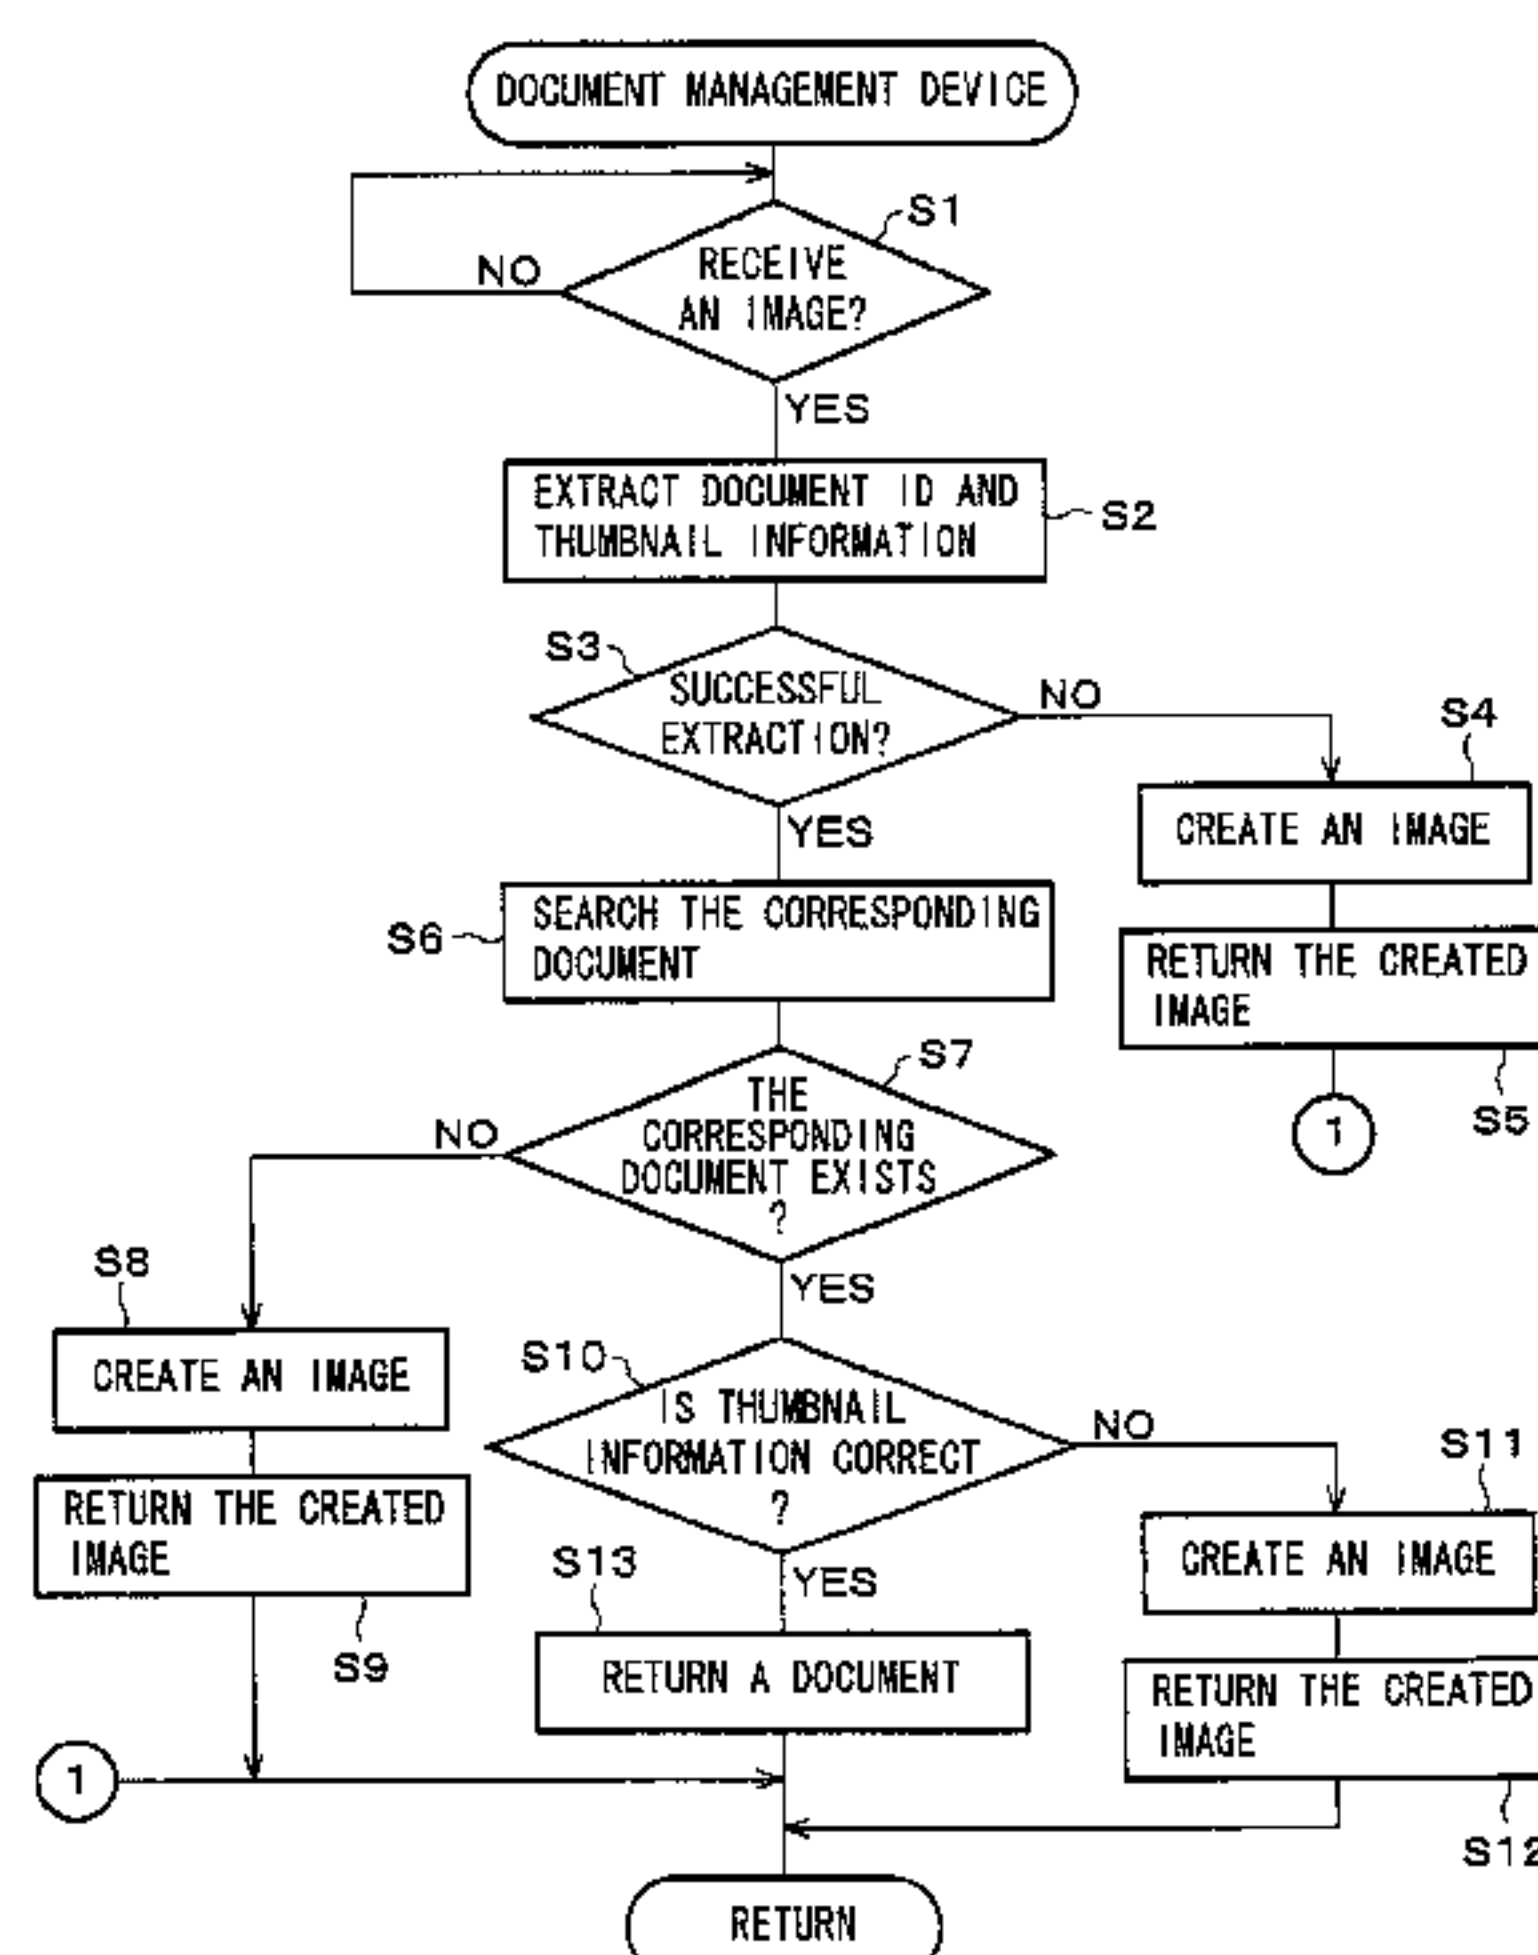 DOCUMENT MANAGEMENT DEVICE
S1
RECEIVE
AN IMAGE?
NO
YES
EXTRACT DOCUMENT ID AND
THUMBNAIL INFORMATION
S2
S3
SUCCESSFUL
EXTRACTION?
NO
YES
S4
CREATE AN IMAGE
RETURN THE CREATED
IMAGE
S5
1
S6
SEARCH THE CORRESPONDING
DOCUMENT
S7
THE
CORRESPONDING
DOCUMENT EXISTS
?
NO
YES
S8
CREATE AN IMAGE
RETURN THE CREATED
IMAGE
S9
S10
IS THUMBNAIL
INFORMATION CORRECT
?
NO
YES
S11
CREATE AN IMAGE
RETURN THE CREATED
IMAGE
S12
S13
RETURN A DOCUMENT
1
RETURN